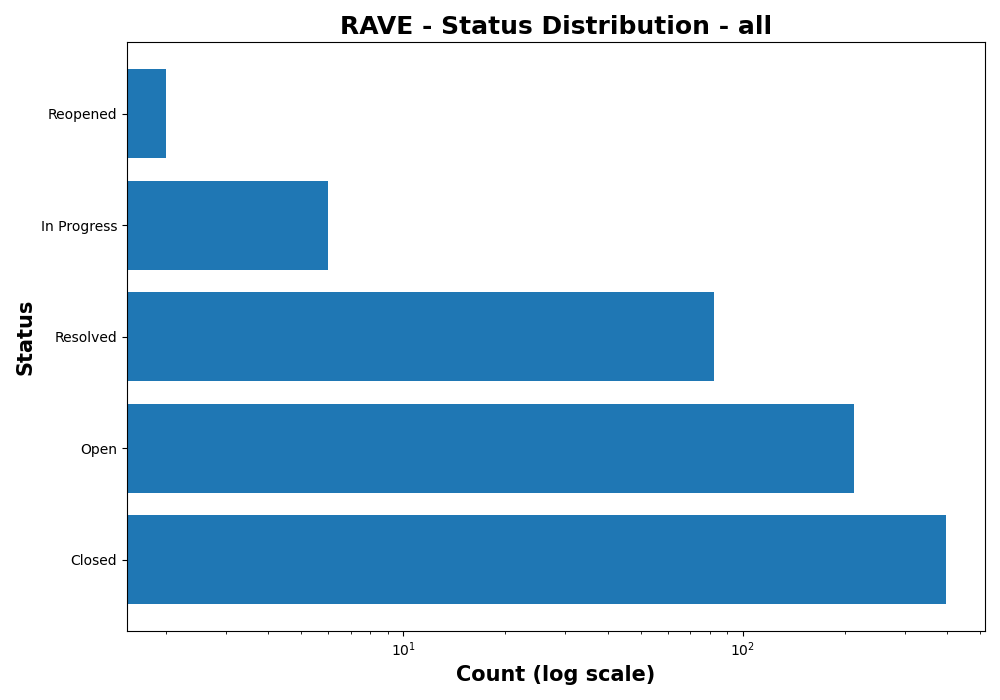 RAVE - Status Distribution - all
Reopened
In Progress
Resolved
Open
Closed
Status
10¹
10²
Count (log scale)